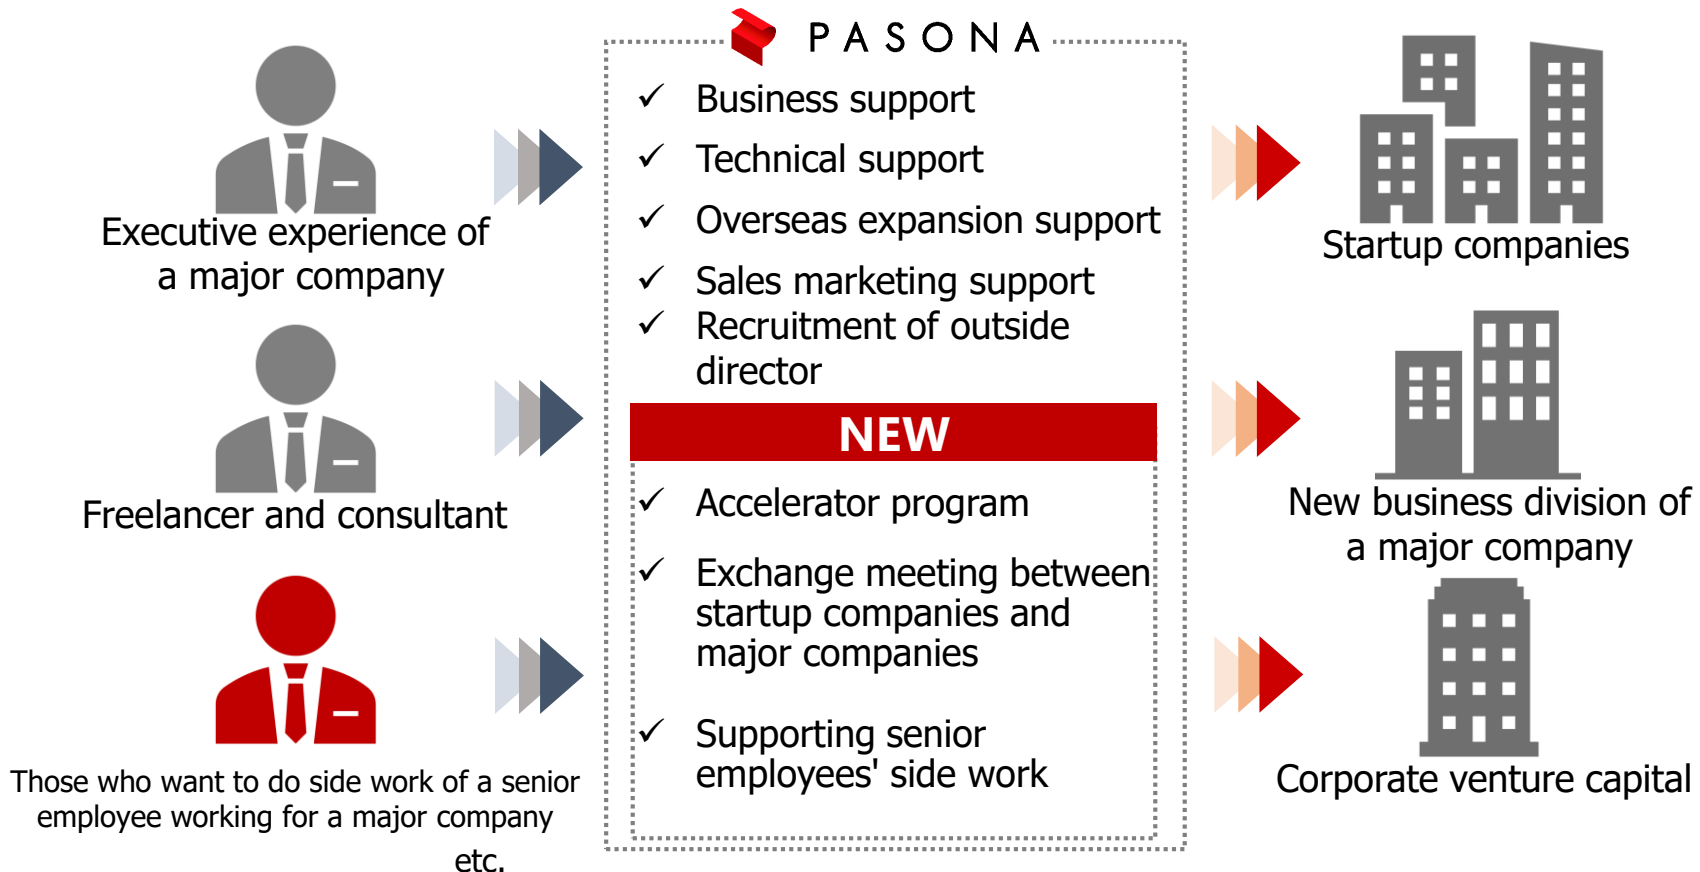 PASONA
Executive experience of
a major company
Freelancer and consultant
Those who want to do side work of a senior
employee working for a major company
etc.
Business support
Technical support
Overseas expansion support
Sales marketing support
Recruitment of outside
director
NEW
Accelerator program
Exchange meeting between
startup companies and
major companies
Supporting senior
employees' side work
Startup companies
New business division of
a major company
Corporate venture capital